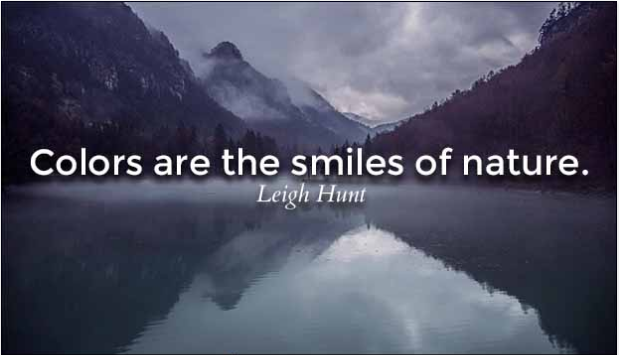 Colors are the smiles of nature.
Leigh Hunt